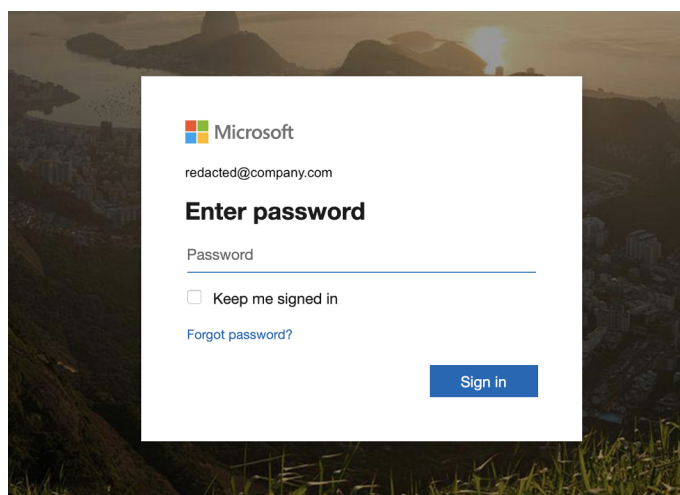 Microsoft
redacted@company.com
Enter password
Password
Keep me signed in
Forgot password?
Sign in